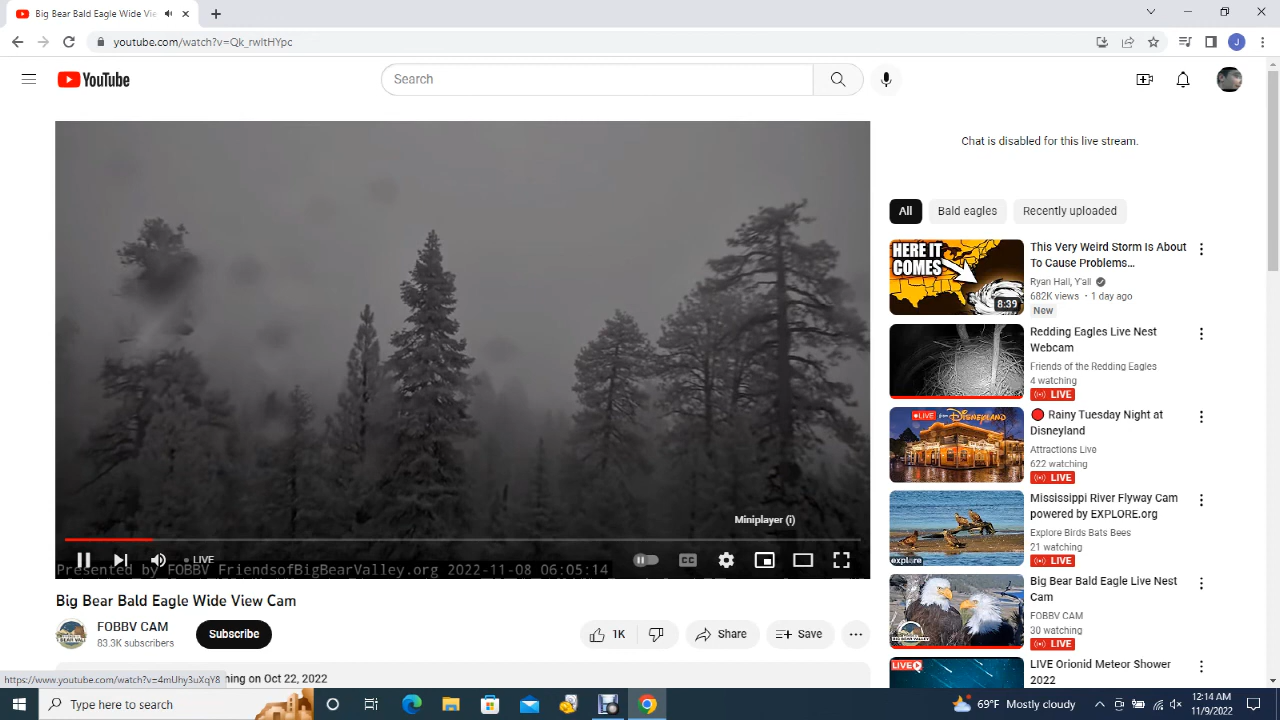 Big Bear Bald Eagle Wide Vie
youtube.com/watch?v=Qk_rwItHYpc
YouTube
Search
Chat is disabled for this live stream.
All
Bald eagles
Recently uploaded
HERE IT
COMES
8:39
This Very Weird Storm Is About
To Cause Problems...
Ryan Hall, Y'all
682K views • 1 day ago
New
Redding Eagles Live Nest
Webcam
Friends of the Redding Eagles
4 watching
LIVE
LIVE from Disneyland
Rainy Tuesday Night at
Disneyland
Attractions Live
622 watching
LIVE
explore
Mississippi River Flyway Cam
powered by EXPLORE.org
Explore Birds Bats Bees
21 watching
LIVE
Big Bear Bald Eagle Live Nest
Cam
FOBBV CAM
30 watching
LIVE
LIVE
LIVE Orionid Meteor Shower
2022
Miniplayer (i)
LIVE
CC
Presented by FOBBV FriendsofBigBearValley.org 2022-11-08 06:05:14
Big Bear Bald Eagle Wide View Cam
FOBBV CAM
83.3K subscribers
Subscribe
1K
Share
Save
ning on Oct 22, 2022
Type here to search
69°F Mostly cloudy
12:14 AM
11/9/2022